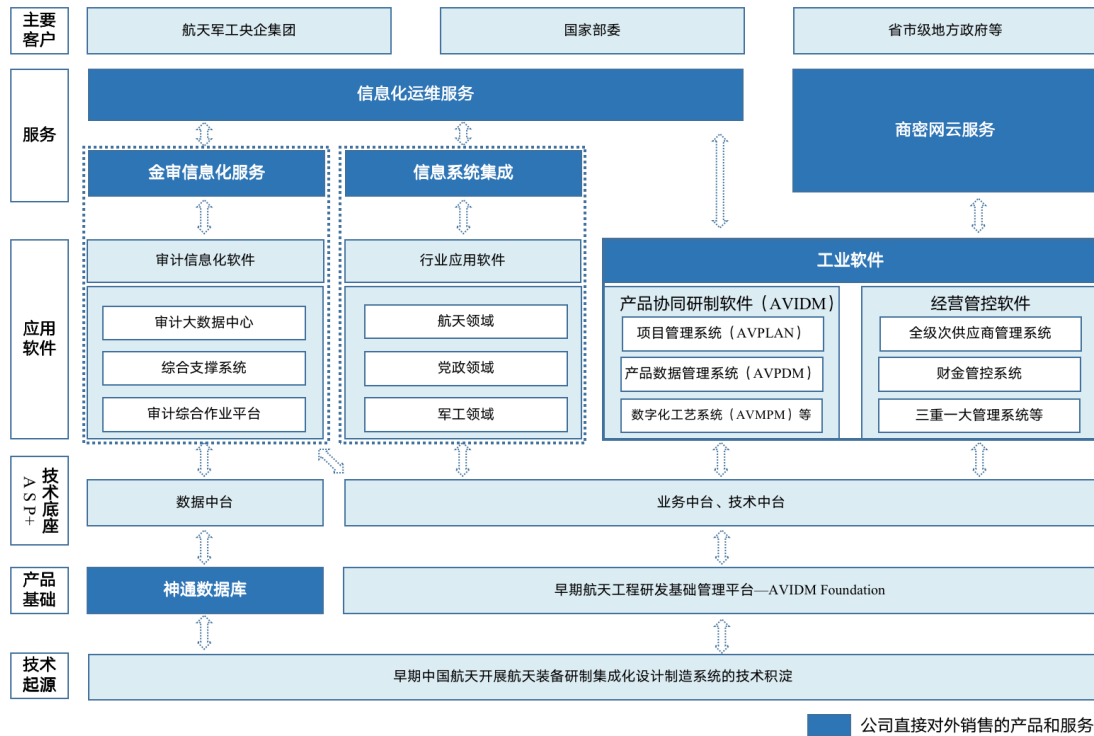 主要
客户
航天军工央企集团
国家部委
省市级地方政府等
服务
信息化运维服务
商密网云服务
金审信息化服务
信息系统集成
应用
软件
审计信息化软件
行业应用软件
工业软件
审计大数据中心
综合支撑系统
审计综合作业平台
航天领域
党政领域
军工领域
产品协同研制软件（AVIDM）
项目管理系统（AVPLAN）
产品数据管理系统（AVPDM）
数字化工艺系统（AVMPM）等
经营管控软件
全级次供应商管理系统
财金管控系统
三重一大管理系统等
技术底座
ASP+
数据中台
业务中台、技术中台
产品
基础
神通数据库
早期航天工程研发基础管理平台—AVIDM Foundation
技术
起源
早期中国航天开展航天装备研制集成化设计制造系统的技术积淀
公司直接对外销售的产品和服务